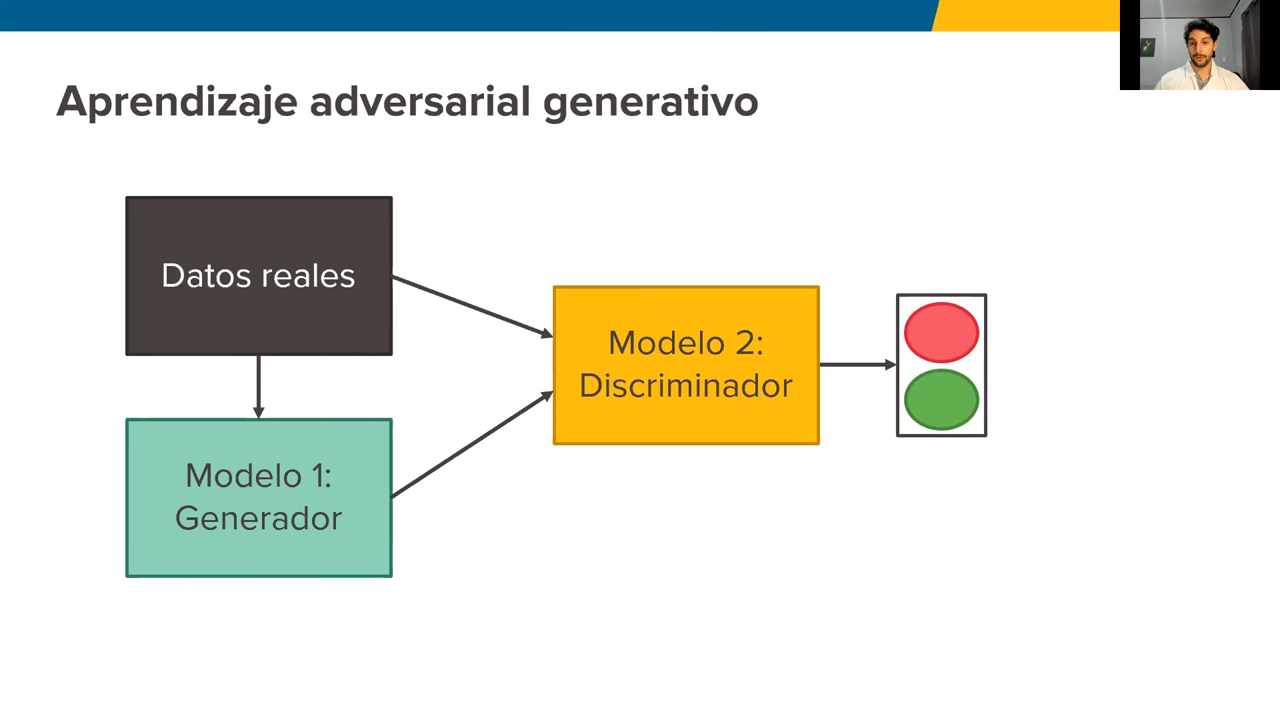 Aprendizaje adversarial generativo
Datos reales
Modelo 2:
Discriminador
Modelo 1:
Generador